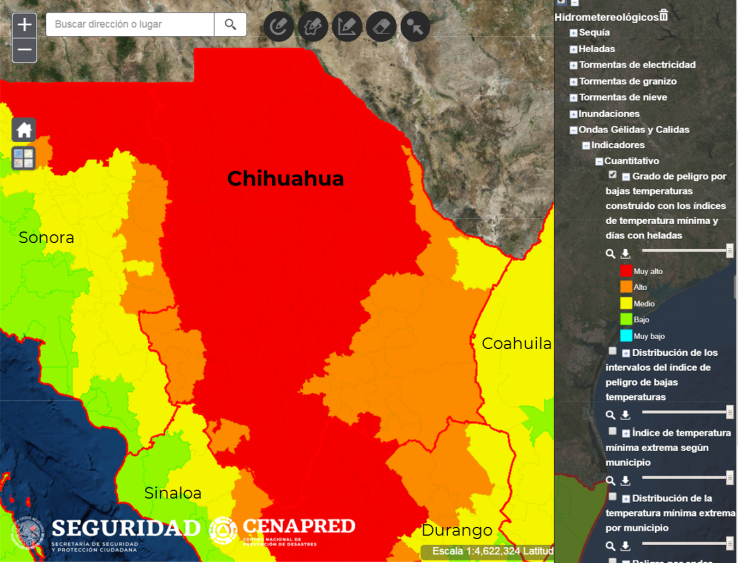 +
Buscar dirección o lugar
−
Chihuahua
Sonora
Coahuila
Sinaloa
Durango
SEGURIDAD
SECRETARÍA DE SEGURIDAD
Y PROTECCIÓN CIUDADANA
CENAPRED
CENTRO NACIONAL DE
PREVENCIÓN DE DESASTRES
Escala 1:4,622,324 Latitud
Hidrometereológicos
Sequía
Heladas
Tormentas de electricidad
Tormentas de granizo
Tormentas de nieve
Inundaciones
Ondas Gélidas y Calidas
Indicadores
Cuantitativo
Grado de peligro por
bajas temperaturas
construido con los índices
de temperatura mínima y
días con heladas
Muy alto
Alto
Medio
Bajo
Muy bajo
Distribución de los
intervalos del índice de
peligro de bajas
temperaturas
Índice de temperatura
mínima extrema según
municipio
Distribución de la
temperatura mínima extrema
por municipio